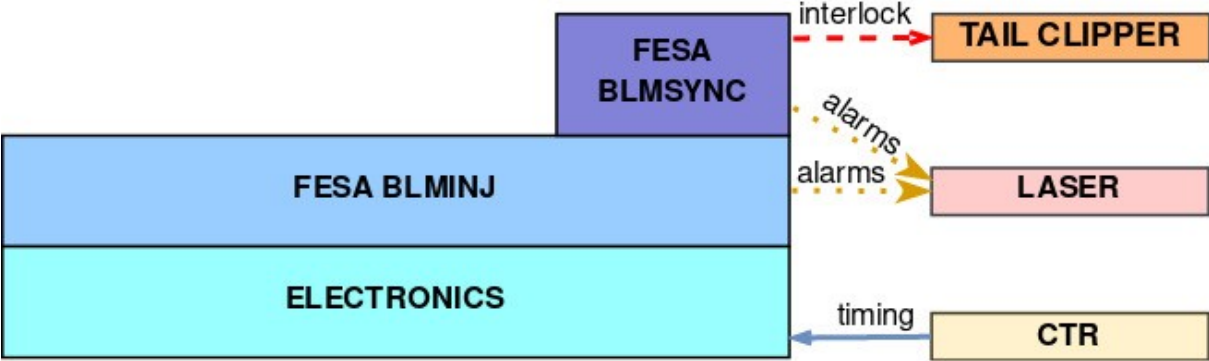 interlock
TAIL CLIPPER
FESA
BLMSYNC
alarms
alarms
FESA BLMINJ
LASER
ELECTRONICS
timing
CTR